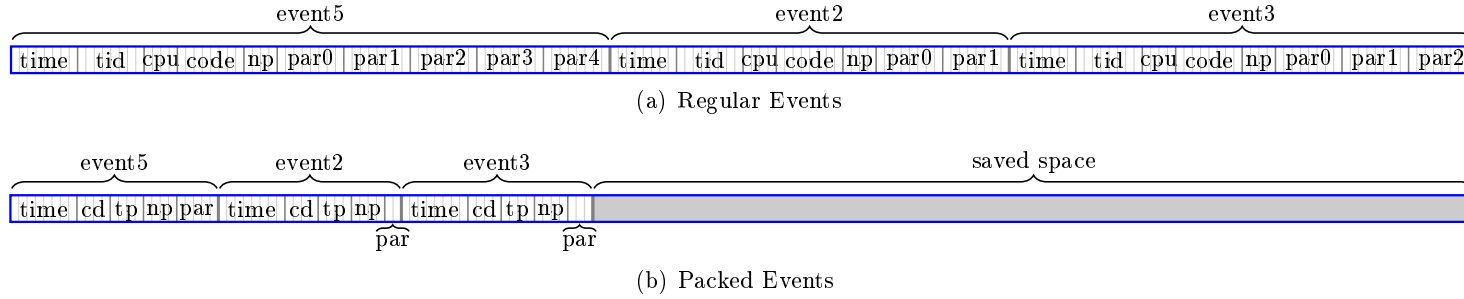 event5 event2 event3
time tid cpu code np par0 par1 par2 par3 par4 time tid cpu code np par0 par1 time tid cpu code np par0 par1 par2
(a) Regular Events
event5 event2 event3 saved space
time cd tp np par time cd tp np time cd tp np
par par
(b) Packed Events